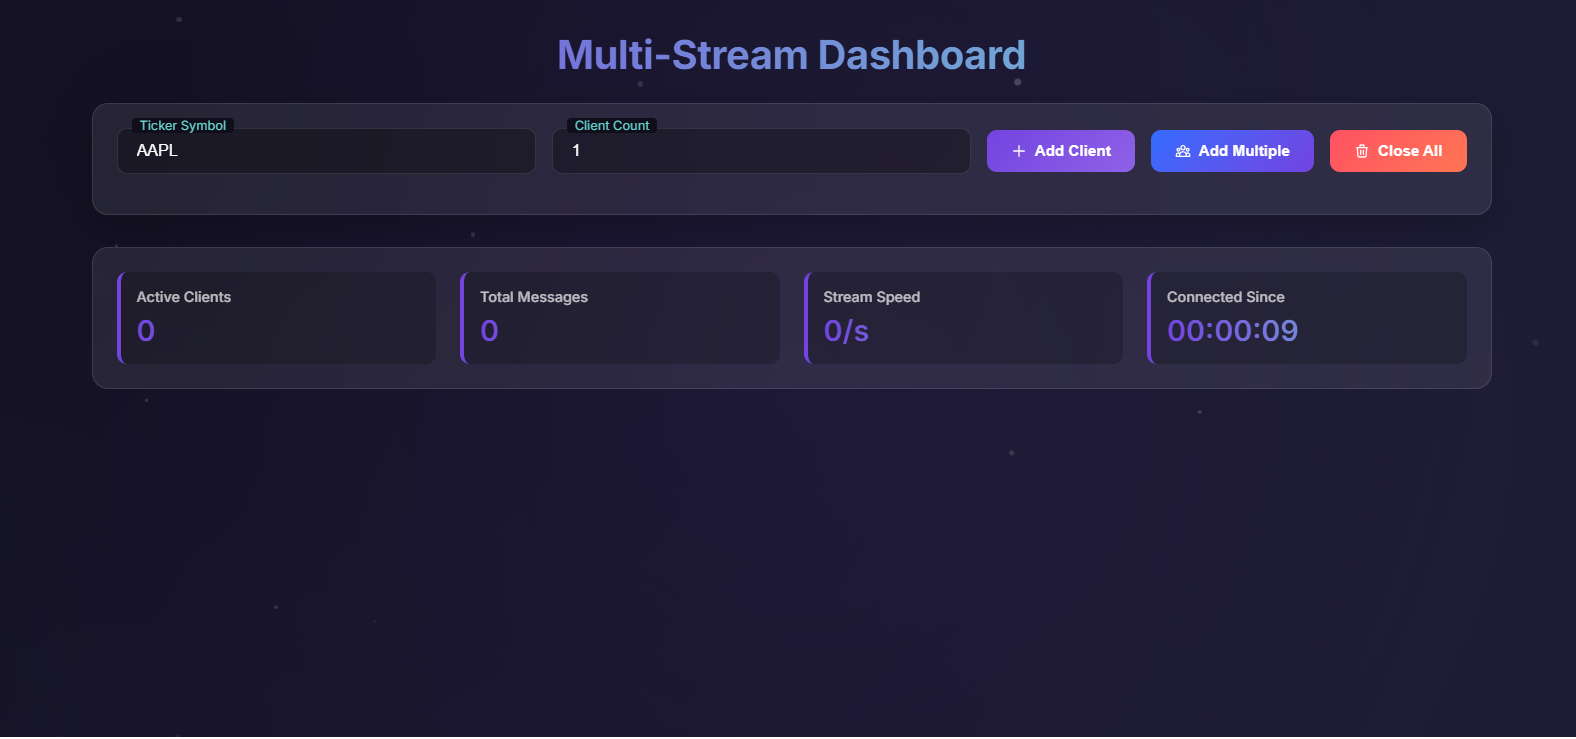 Multi-Stream Dashboard
Ticker Symbol
AAPL
Client Count
1
Add Client
Add Multiple
Close All
Active Clients
0
Total Messages
0
Stream Speed
0/s
Connected Since
00:00:09